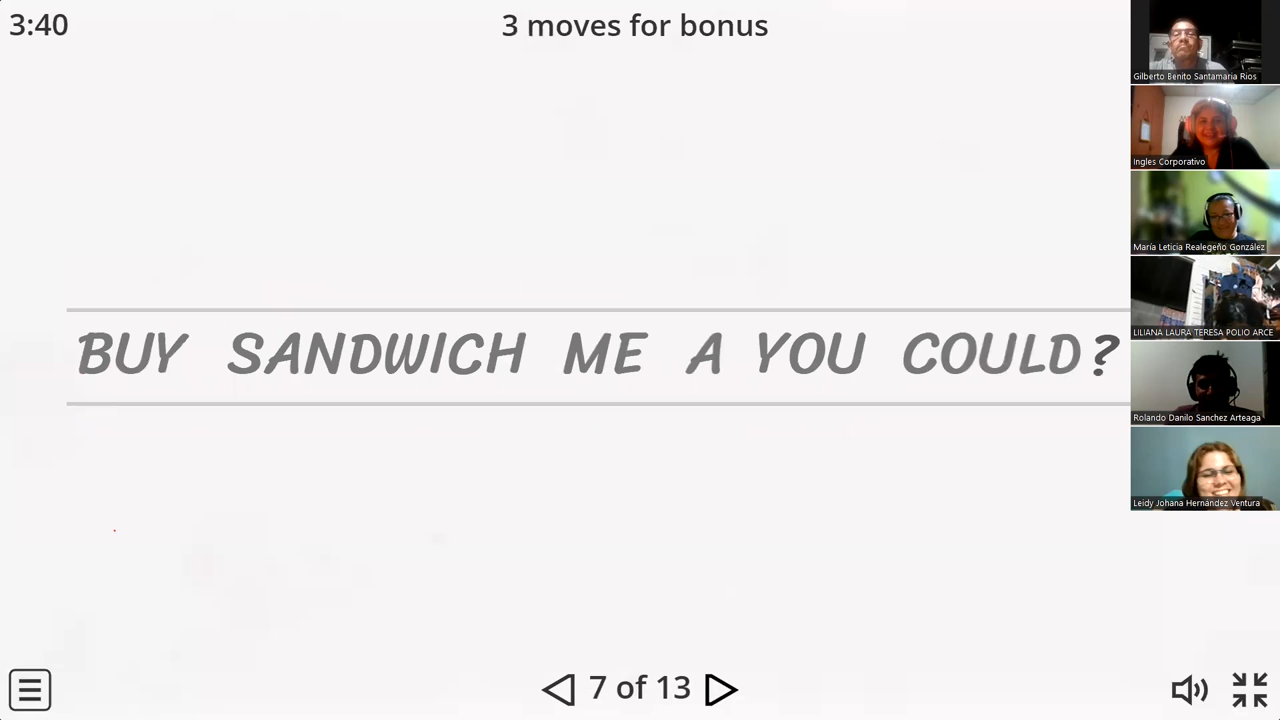 3:40
3 moves for bonus
BUY SANDWICH ME A YOU COULD?
7 of 13
Gilberto Benito Santamaria Rios
Ingles Corporativo
María Leticia Realegeño González
LILIANA LAURA TERESA POLIO ARCE
Rolando Danilo Sanchez Arteaga
Leidy Johana Hernández Ventura